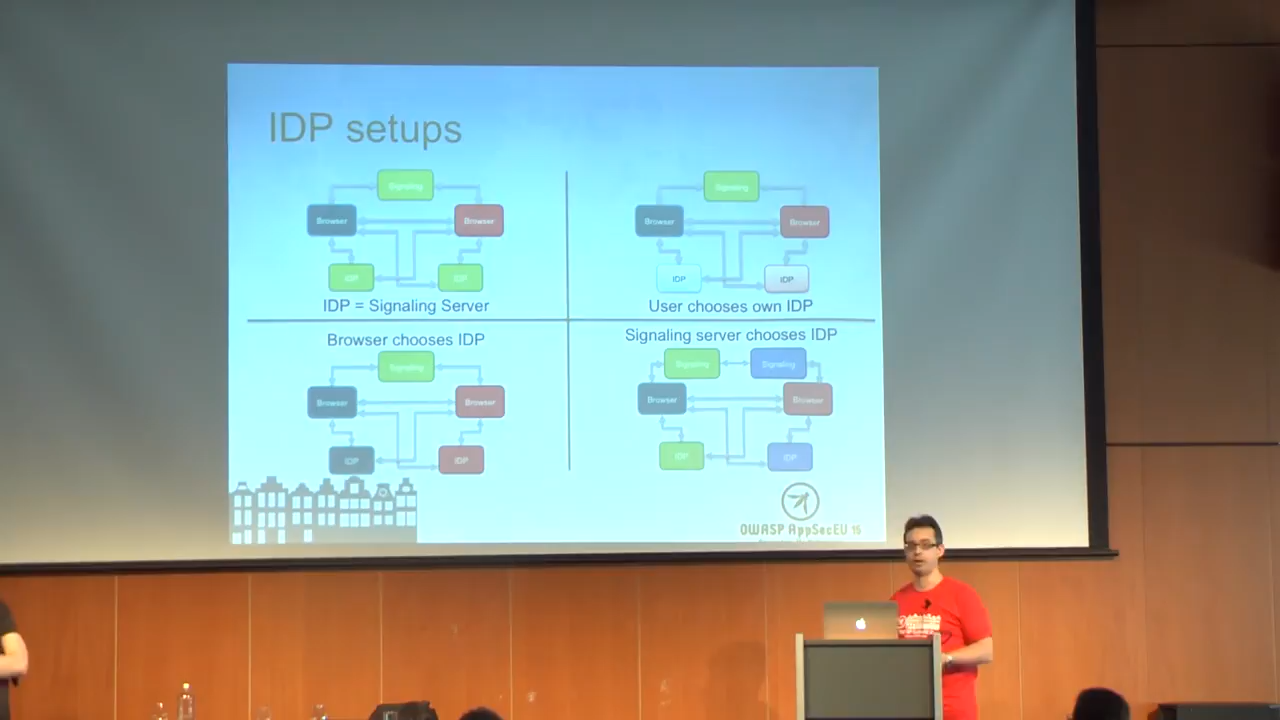 IDP setups
Signaling
Browser
Browser
IDP
IDP
IDP = Signaling Server
Signaling
Browser
Browser
IDP
IDP
User chooses own IDP
Browser chooses IDP
Signaling
Browser
Browser
IDP
IDP
Signaling server chooses IDP
Signaling
Signaling
Browser
Browser
IDP
IDP
OWASP AppSecEU 15